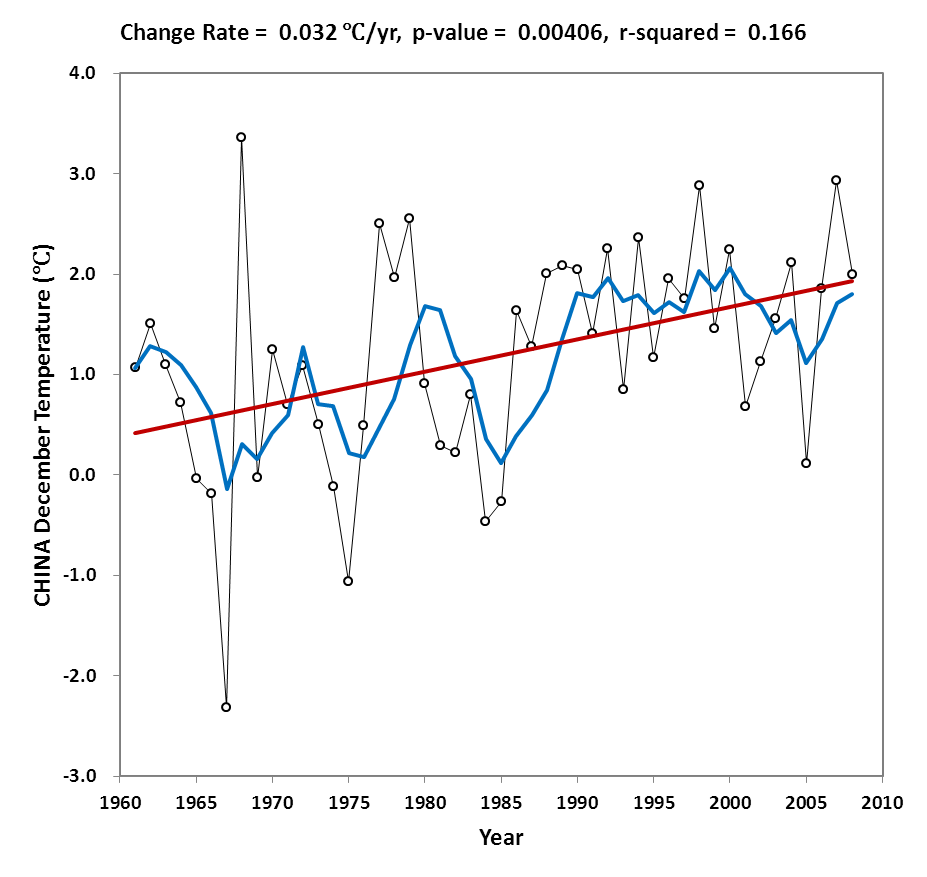 Change Rate = 0.032 ℃/yr, p-value = 0.00406, r-squared = 0.166
4.0
3.0
2.0
1.0
0.0
-1.0
-2.0
-3.0
CHINA December Temperature (℃)
1960 1965 1970 1975 1980 1985 1990 1995 2000 2005 2010
Year